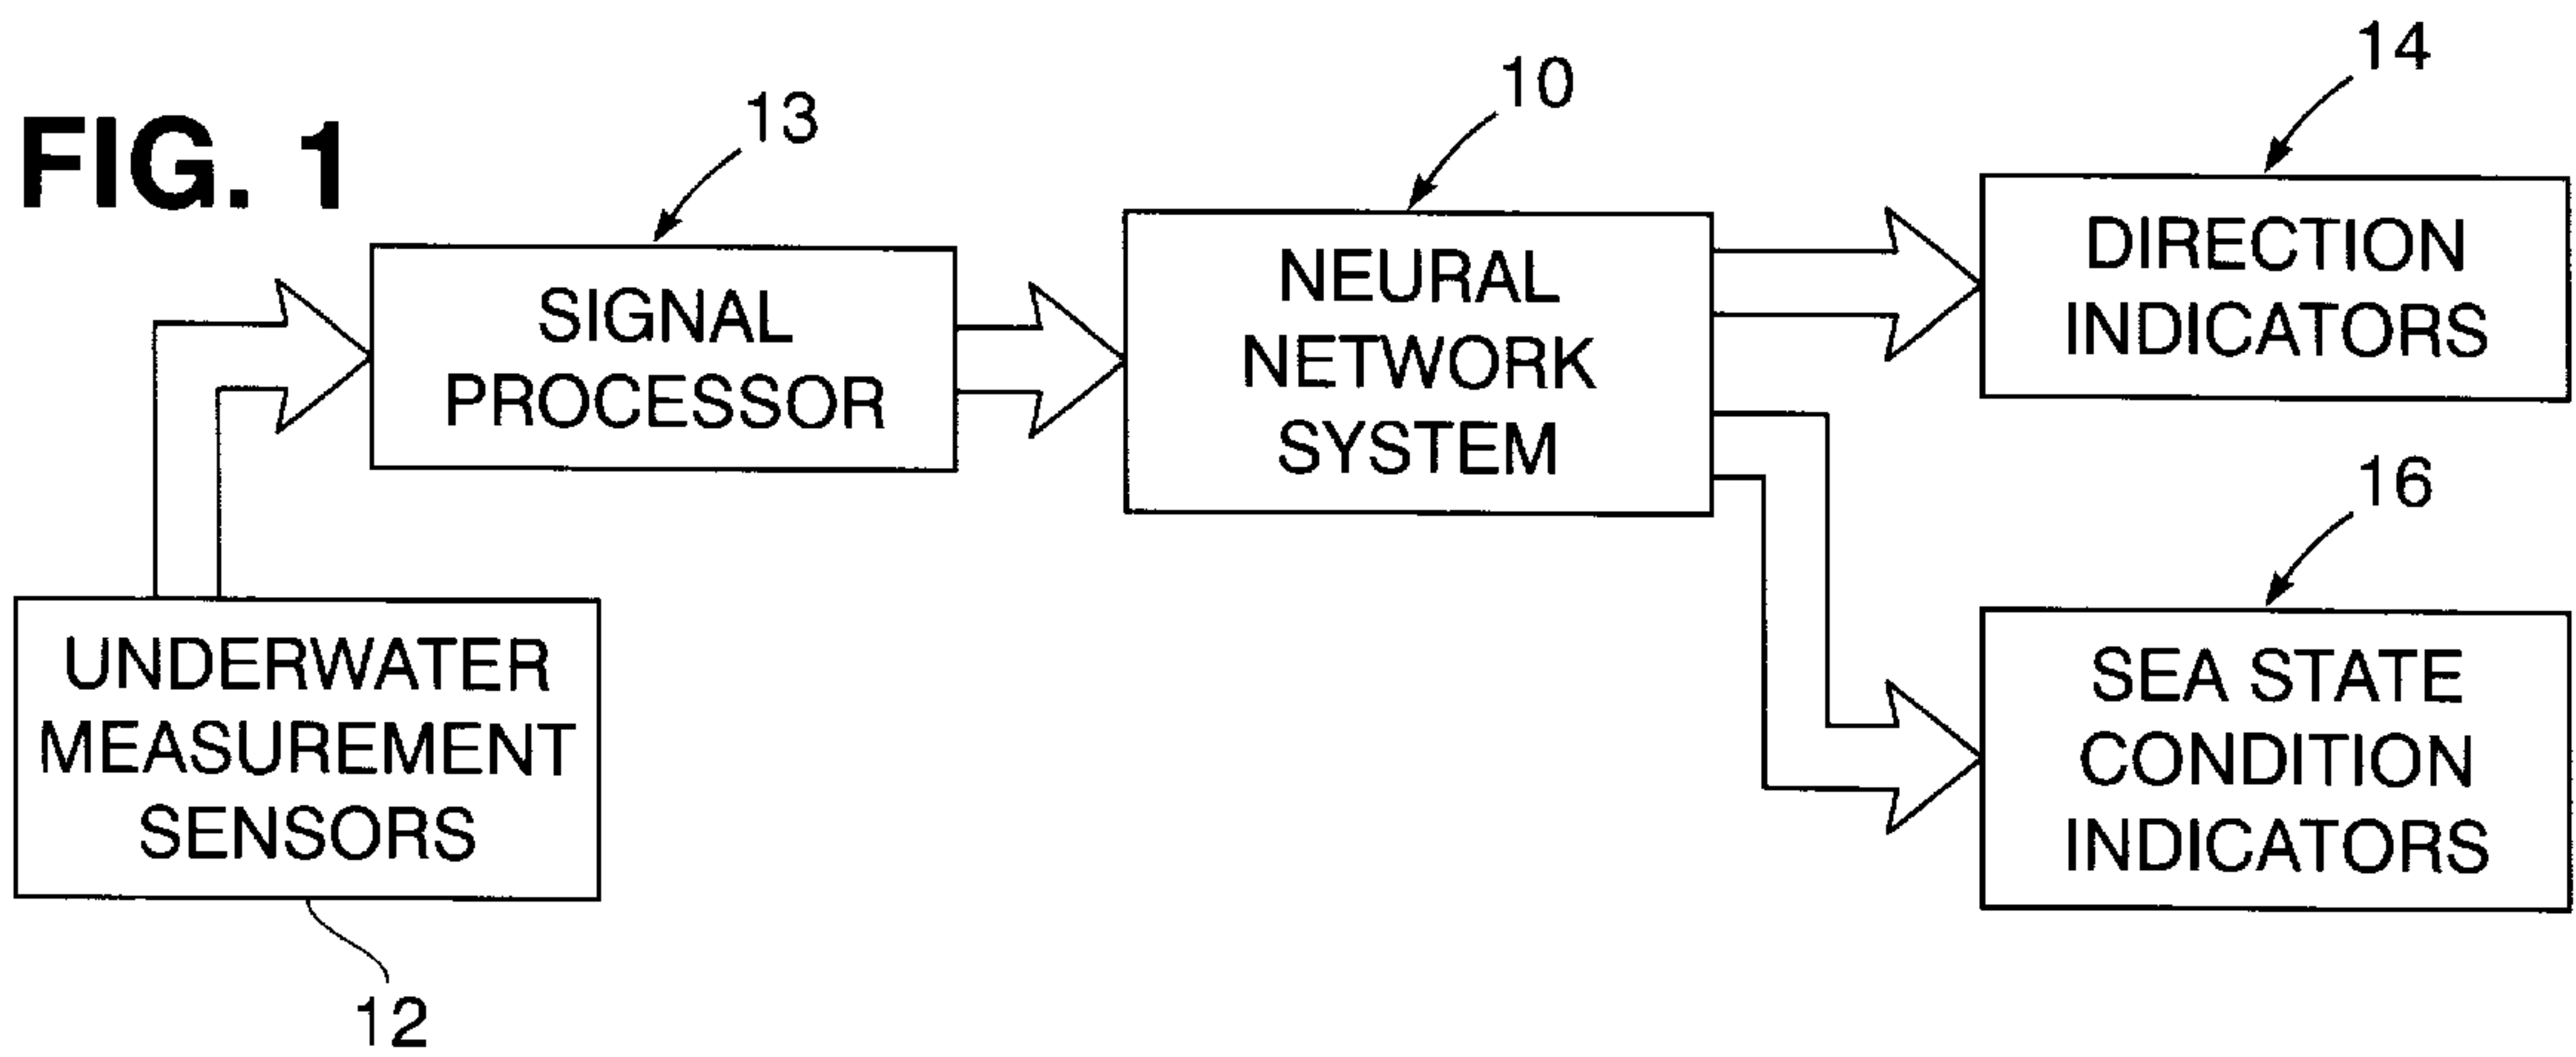 FIG. 1
13
10
14
SIGNAL
PROCESSOR
NEURAL
NETWORK
SYSTEM
DIRECTION
INDICATORS
16
UNDERWATER
MEASUREMENT
SENSORS
SEA STATE
CONDITION
INDICATORS
12